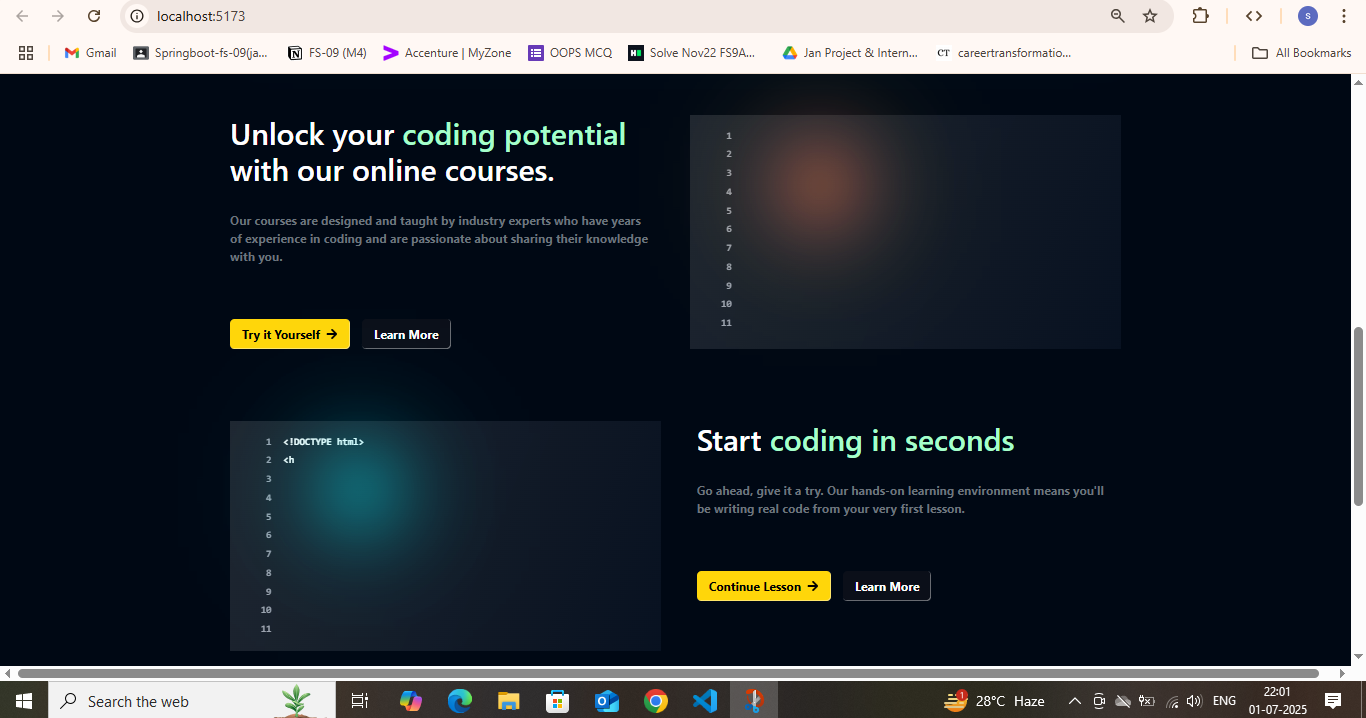 localhost:5173
s
Gmail
Springboot-fs-09(ja...
FS-09 (M4)
Accenture | MyZone
OOPS MCQ
Solve Nov22 FS9A...
Jan Project & Intern...
CT
careertransformatio...
All Bookmarks
Unlock your coding potential
with our online courses.
Our courses are designed and taught by industry experts who have years
of experience in coding and are passionate about sharing their knowledge
with you.
Try it Yourself →
Learn More
1
2
3
4
5
6
7
8
9
10
11
1 <!DOCTYPE html>
2 <h
3
4
5
6
7
8
9
10
11
Start coding in seconds
Go ahead, give it a try. Our hands-on learning environment means you'll
be writing real code from your very first lesson.
Continue Lesson →
Learn More
Search the web
1
28°C Haze
ENG
22:01
01-07-2025